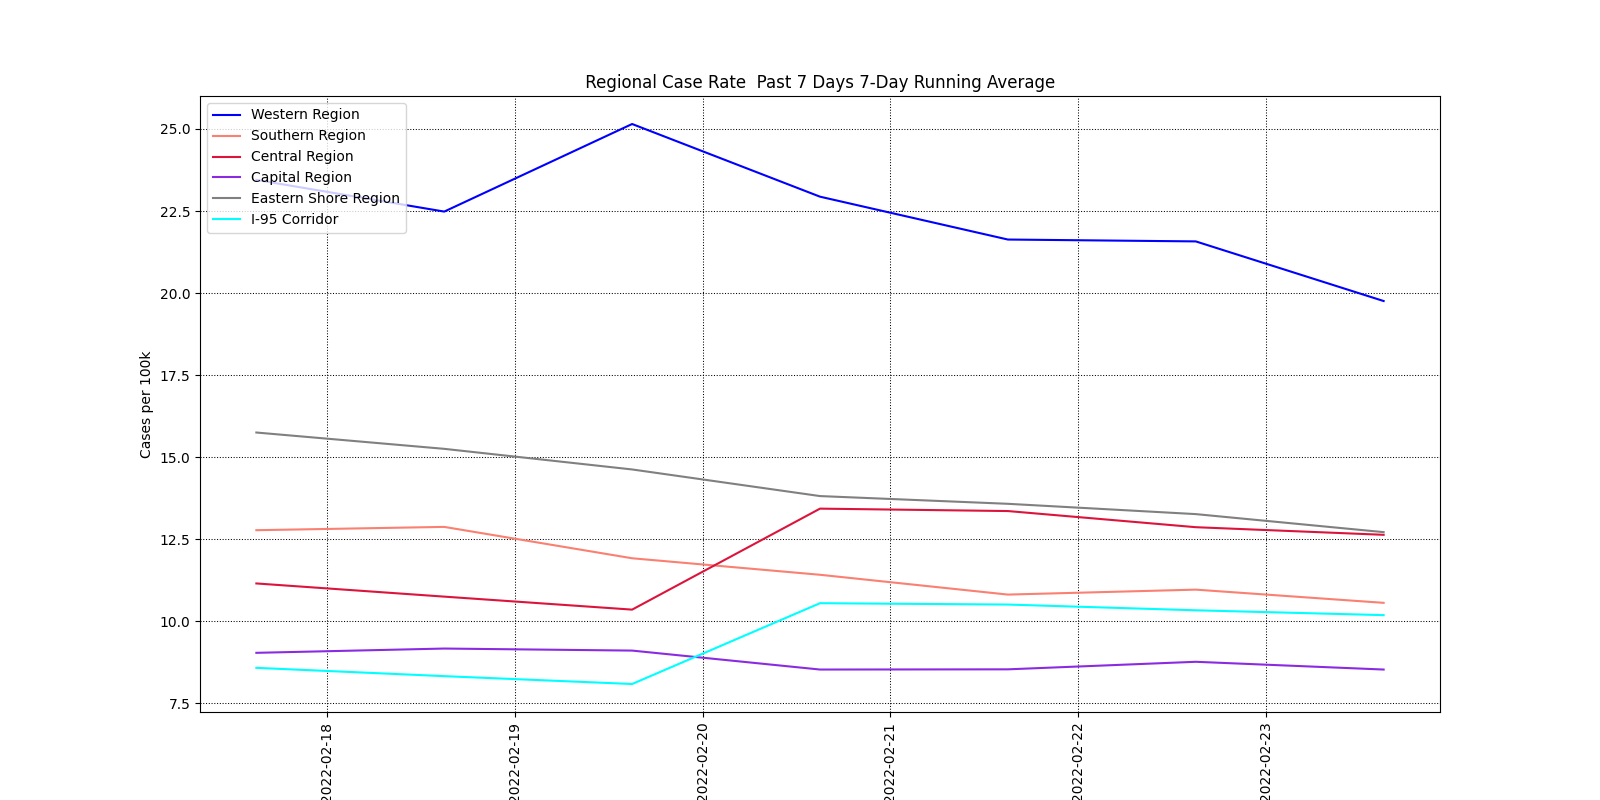 Regional Case Rate  Past 7 Days 7-Day Running Average
Western Region
Southern Region
Central Region
Capital Region
Eastern Shore Region
I-95 Corridor
25.0
22.5
20.0
17.5
15.0
12.5
10.0
7.5
Cases per 100k
2022-02-18
2022-02-19
2022-02-20
2022-02-21
2022-02-22
2022-02-23